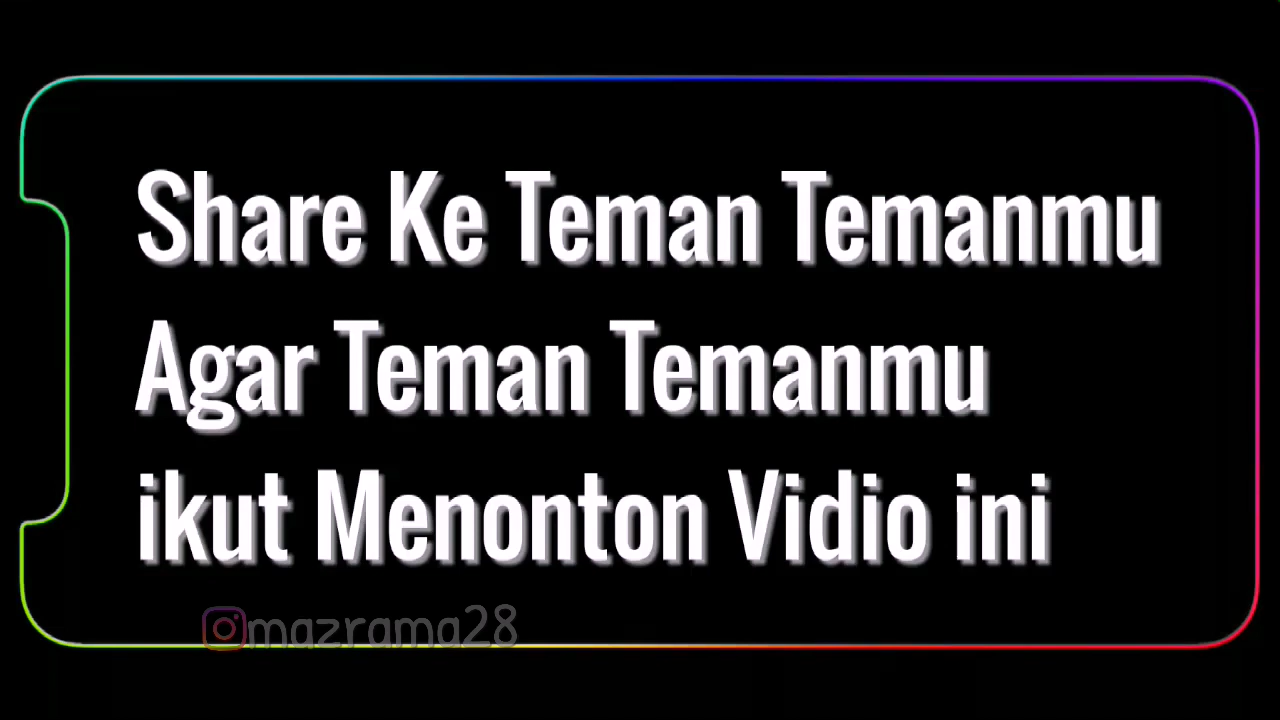 Share Ke Teman Temanmu
Agar Teman Temanmu
ikut Menonton Vidio ini
mazrama28